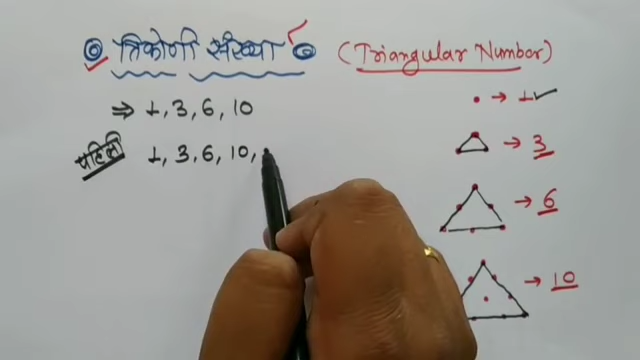 त्रिकोणी संख्या (Triangular Number)
⇒ 1, 3, 6, 10
पहिली 1, 3, 6, 10,
→ 1
→ 3
→ 6
→ 10